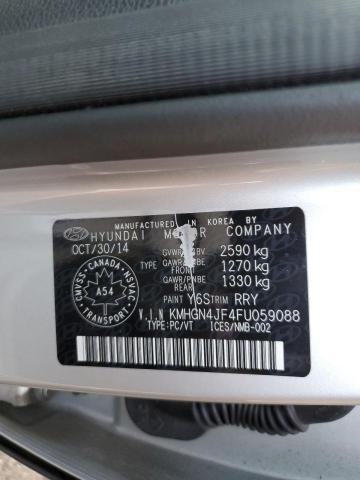 MANUFACTURED IN KOREA BY
HYUNDAI MOTOR COMPANY
OCT/30/14
GVWR/PNBV 2590 kg
TYPE GAWR/PNBE FRONT 1270 kg
GAWR/PNBE REAR 1330 kg
PAINT Y6S TRIM RRY
V.I.N KMHGN4JF4FU059088
TYPE:PC/VT ICES/NMB-002
CMVSS - CANADA - NSVAC
A54
TRANSPORT